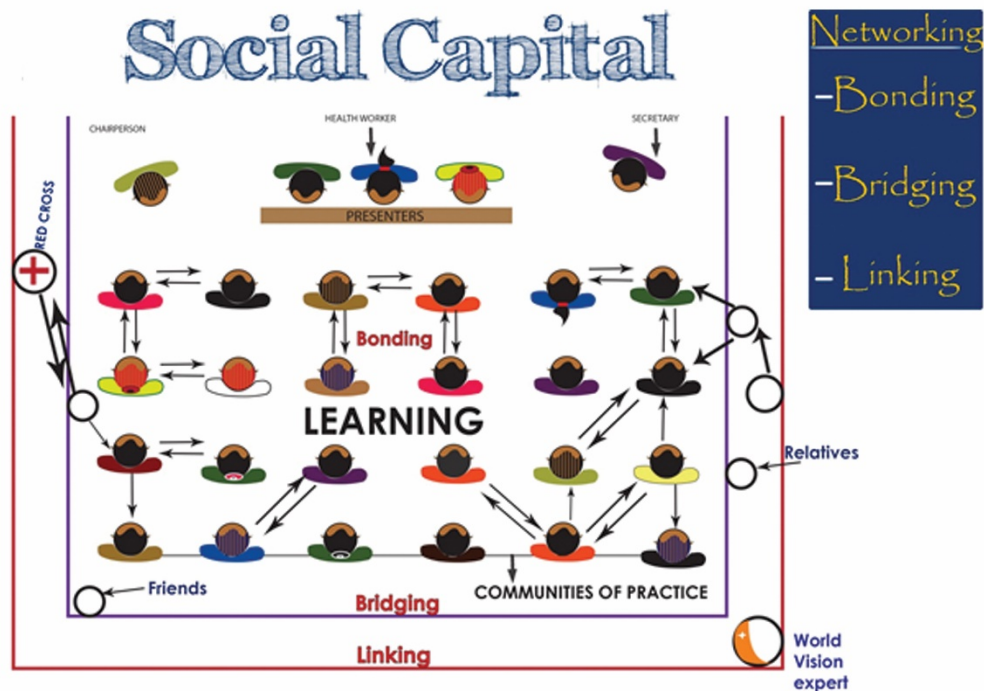 Social Capital
Networking
–Bonding
–Bridging
– Linking
CHAIRPERSON
HEALTH WORKER
SECRETARY
PRESENTERS
RED CROSS
Bonding
LEARNING
Relatives
Friends
COMMUNITIES OF PRACTICE
Bridging
Linking
World
Vision
expert